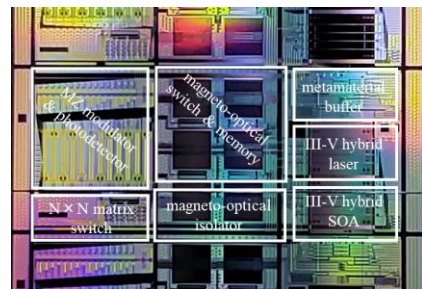 MZ modulator
& photodetector
magneto-optical
switch & memory
metamaterial
buffer
III-V hybrid
laser
N×N matrix
switch
magneto-optical
isolator
III-V hybrid
SOA